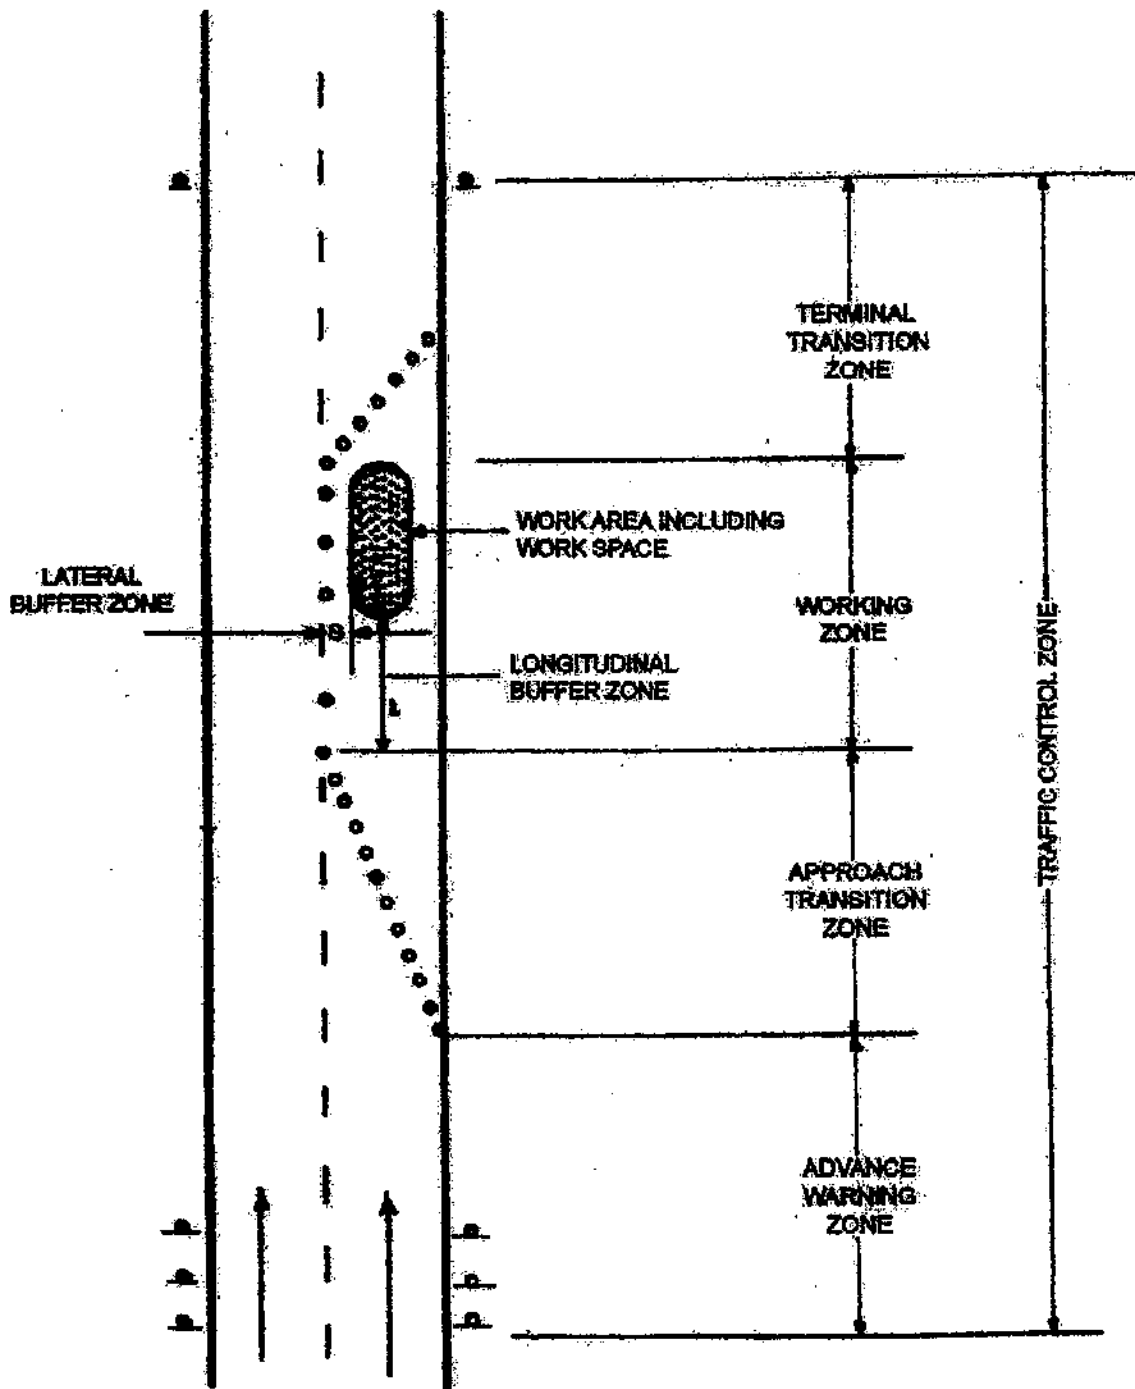 TERMINAL
TRANSITION
ZONE
WORK AREA INCLUDING
WORK SPACE
LATERAL
BUFFER ZONE
S
WORKING
ZONE
LONGITUDINAL
BUFFER ZONE
TRAFFIC CONTROL ZONE
APPROACH
TRANSITION
ZONE
ADVANCE
WARNING
ZONE